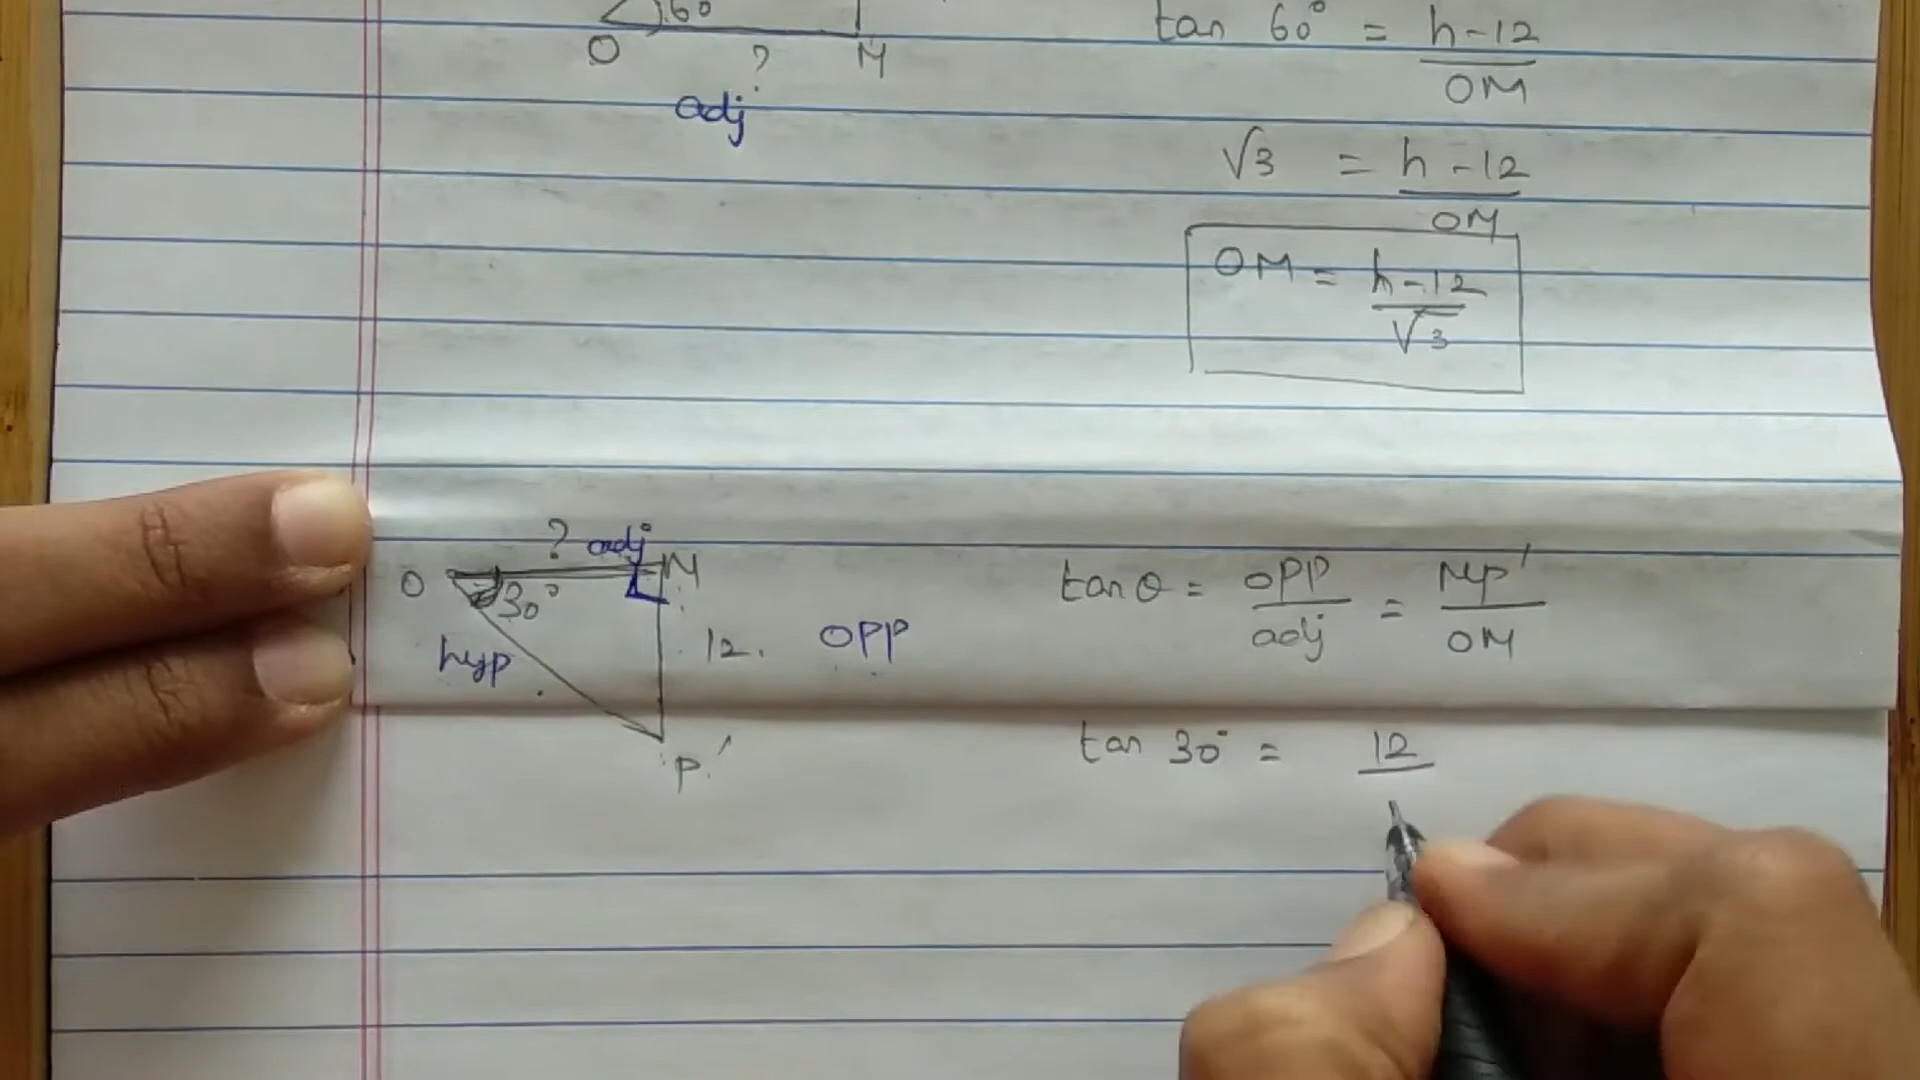 60
O ? M
adj
tan 60° = h-12 / OM
√3 = h-12 / OM
OM = h-12 / √3
? adj
O 30° M
hyp 12. OPP
P'
tan θ = OPP / adj = MP' / OM
tan 30° = 12